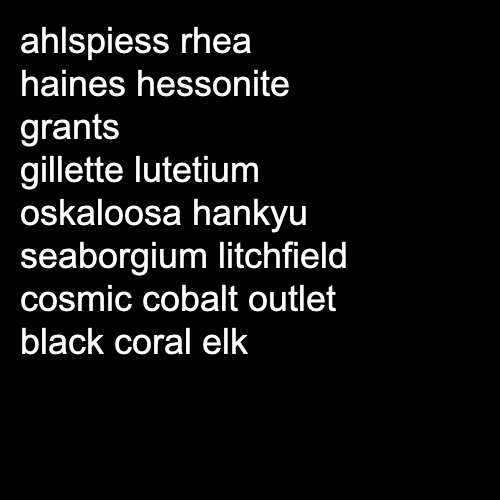 ahlspiess rhea
haines hessonite
grants
gillette lutetium
oskaloosa hankyu
seaborgium litchfield
cosmic cobalt outlet
black coral elk